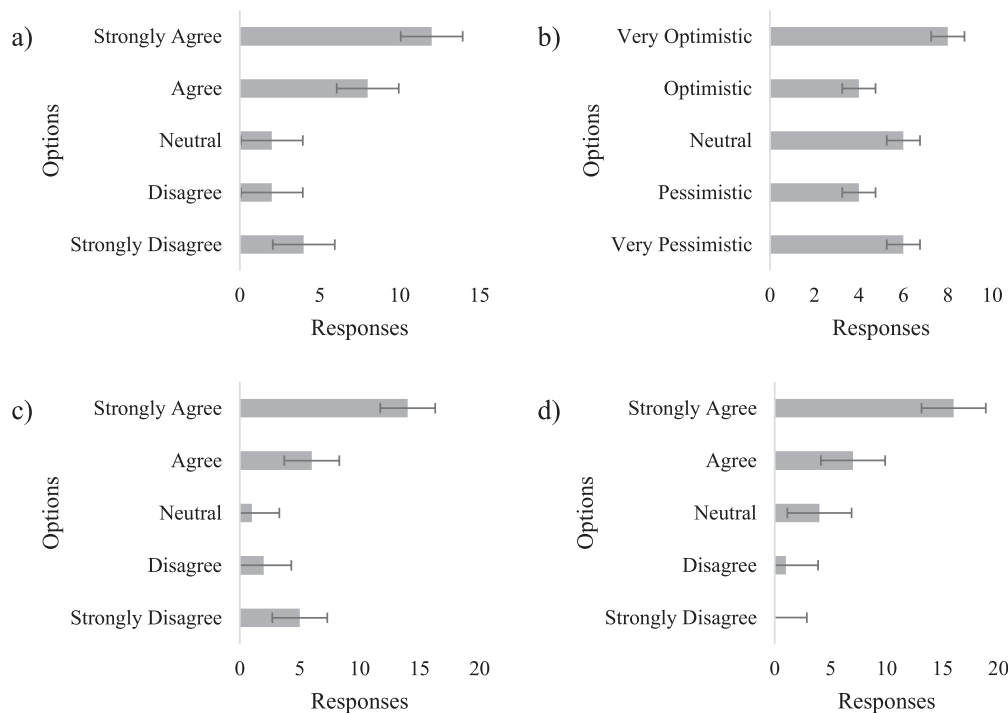 a)
Options
Strongly Agree
Agree
Neutral
Disagree
Strongly Disagree
0 5 10 15
Responses
b)
Options
Very Optimistic
Optimistic
Neutral
Pessimistic
Very Pessimistic
0 2 4 6 8 10
Responses
c)
Options
Strongly Agree
Agree
Neutral
Disagree
Strongly Disagree
0 5 10 15 20
Responses
d)
Options
Strongly Agree
Agree
Neutral
Disagree
Strongly Disagree
0 5 10 15 20
Responses